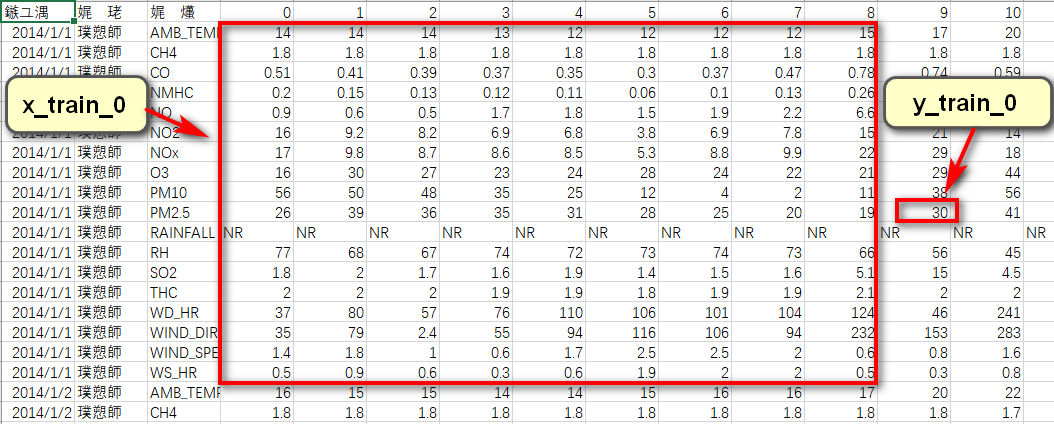 鏃ユ湡 娓 珯 娓 爡 0 1 2 3 4 5 6 7 8 9 10
2014/1/1 璞愬師 AMB_TEMP 14 14 14 13 12 12 12 12 15 17 20
2014/1/1 璞愬師 CH4 1.8 1.8 1.8 1.8 1.8 1.8 1.8 1.8 1.8 1.8 1.8
2014/1/1 璞愬師 CO 0.51 0.41 0.39 0.37 0.35 0.3 0.37 0.47 0.78 0.74 0.59
NMHC 0.2 0.15 0.13 0.12 0.11 0.06 0.1 0.13 0.26
x_train_0
y_train_0
NO 0.9 0.6 0.5 1.7 1.8 1.5 1.9 2.2 6.6
NO2 16 9.2 8.2 6.9 6.8 3.8 6.9 7.8 15 21 14
2014/1/1 璞愬師 NOx 17 9.8 8.7 8.6 8.5 5.3 8.8 9.9 22 29 18
2014/1/1 璞愬師 O3 16 30 27 23 24 28 24 22 21 29 44
2014/1/1 璞愬師 PM10 56 50 48 35 25 12 4 2 11 38 56
2014/1/1 璞愬師 PM2.5 26 39 36 35 31 28 25 20 19 30 41
2014/1/1 璞愬師 RAINFALL NR NR NR NR NR NR NR NR NR NR NR NR
2014/1/1 璞愬師 RH 77 68 67 74 72 73 74 73 66 56 45
2014/1/1 璞愬師 SO2 1.8 2 1.7 1.6 1.9 1.4 1.5 1.6 5.1 15 4.5
2014/1/1 璞愬師 THC 2 2 2 1.9 1.9 1.8 1.9 1.9 2.1 2 2
2014/1/1 璞愬師 WD_HR 37 80 57 76 110 106 101 104 124 46 241
2014/1/1 璞愬師 WIND_DIR 35 79 2.4 55 94 116 106 94 232 153 283
2014/1/1 璞愬師 WIND_SPE 1.4 1.8 1 0.6 1.7 2.5 2.5 2 0.6 0.8 1.6
2014/1/1 璞愬師 WS_HR 0.5 0.9 0.6 0.3 0.6 1.9 2 2 0.5 0.3 0.8
2014/1/2 璞愬師 AMB_TEMP 16 15 15 14 14 15 16 16 17 20 22
2014/1/2 璞愬師 CH4 1.8 1.8 1.8 1.8 1.8 1.8 1.8 1.8 1.8 1.8 1.7